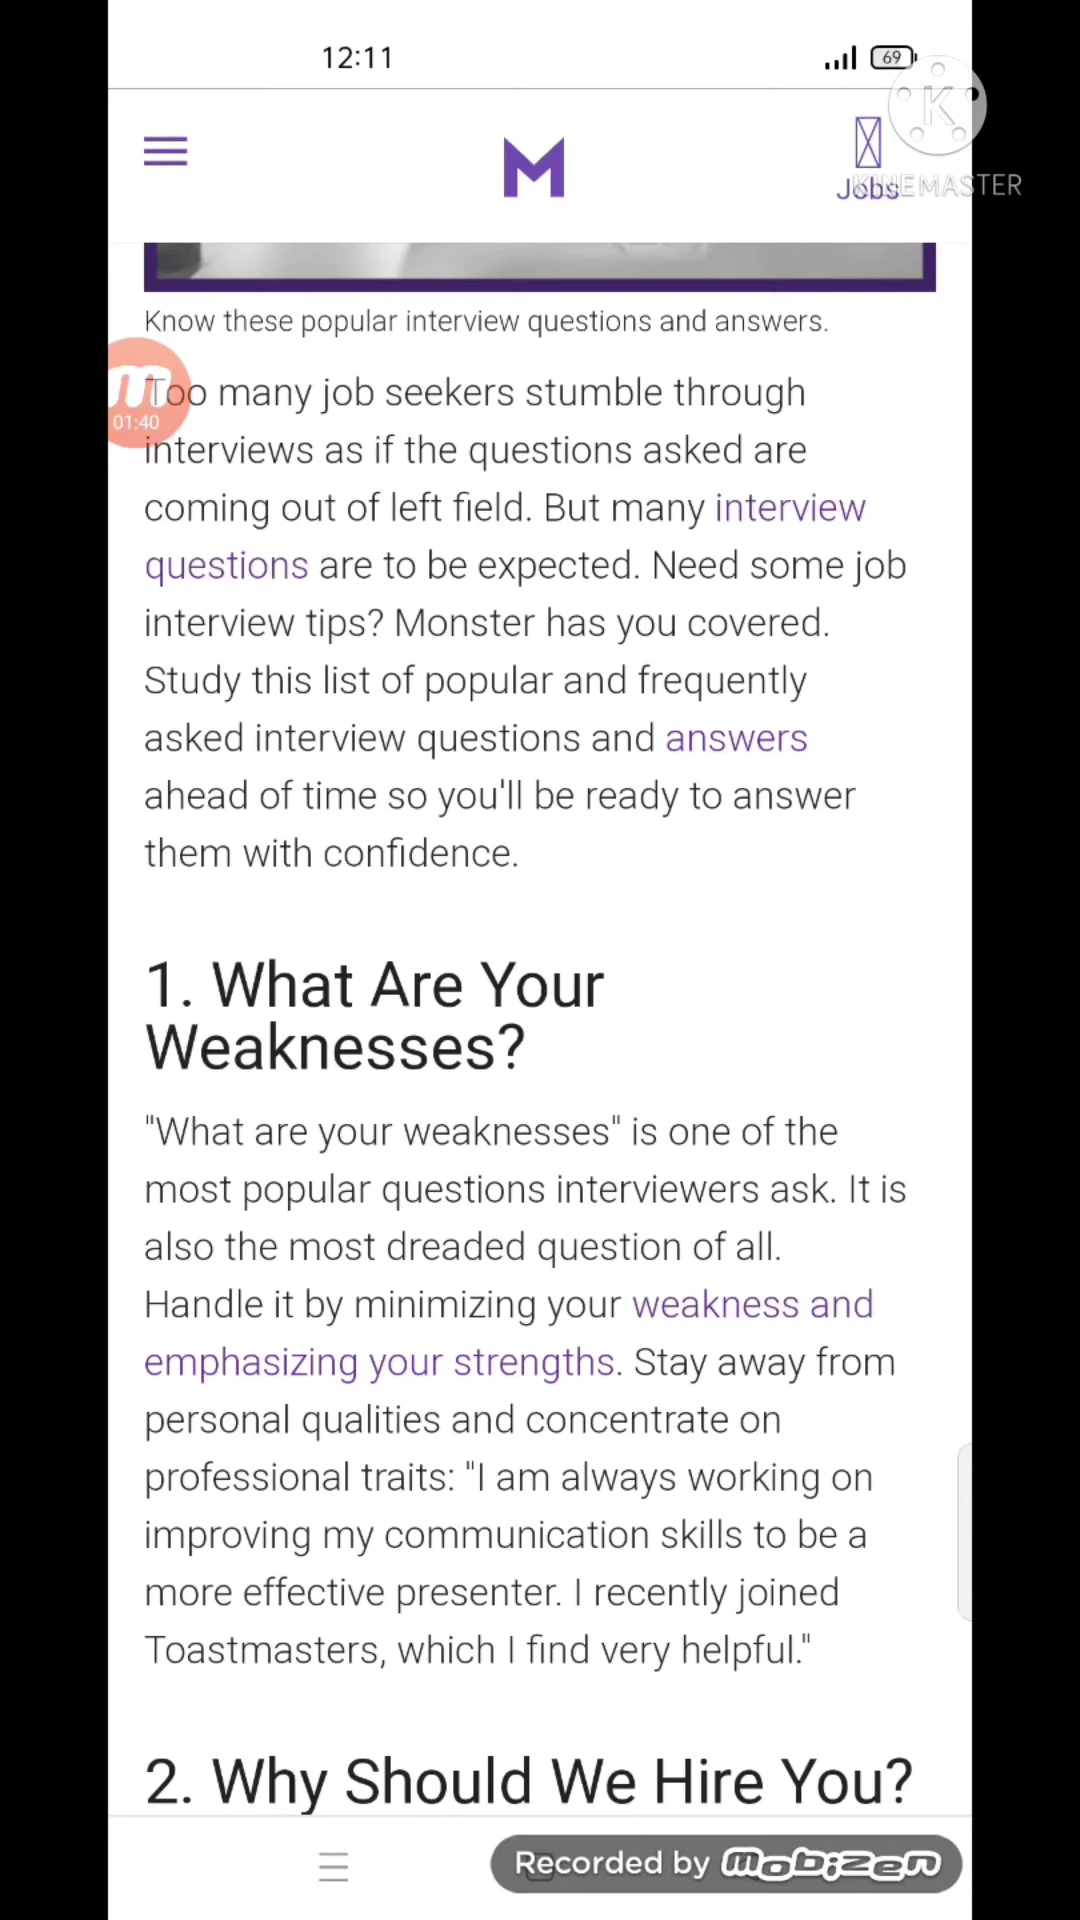 12:11
69
M
K
Jobs
KINEMASTER
Know these popular interview questions and answers.
m
01:40
Too many job seekers stumble through
interviews as if the questions asked are
coming out of left field. But many interview
questions are to be expected. Need some job
interview tips? Monster has you covered.
Study this list of popular and frequently
asked interview questions and answers
ahead of time so you'll be ready to answer
them with confidence.
1. What Are Your
Weaknesses?
"What are your weaknesses" is one of the
most popular questions interviewers ask. It is
also the most dreaded question of all.
Handle it by minimizing your weakness and
emphasizing your strengths. Stay away from
personal qualities and concentrate on
professional traits: "I am always working on
improving my communication skills to be a
more effective presenter. I recently joined
Toastmasters, which I find very helpful."
2. Why Should We Hire You?
Recorded by mobizen